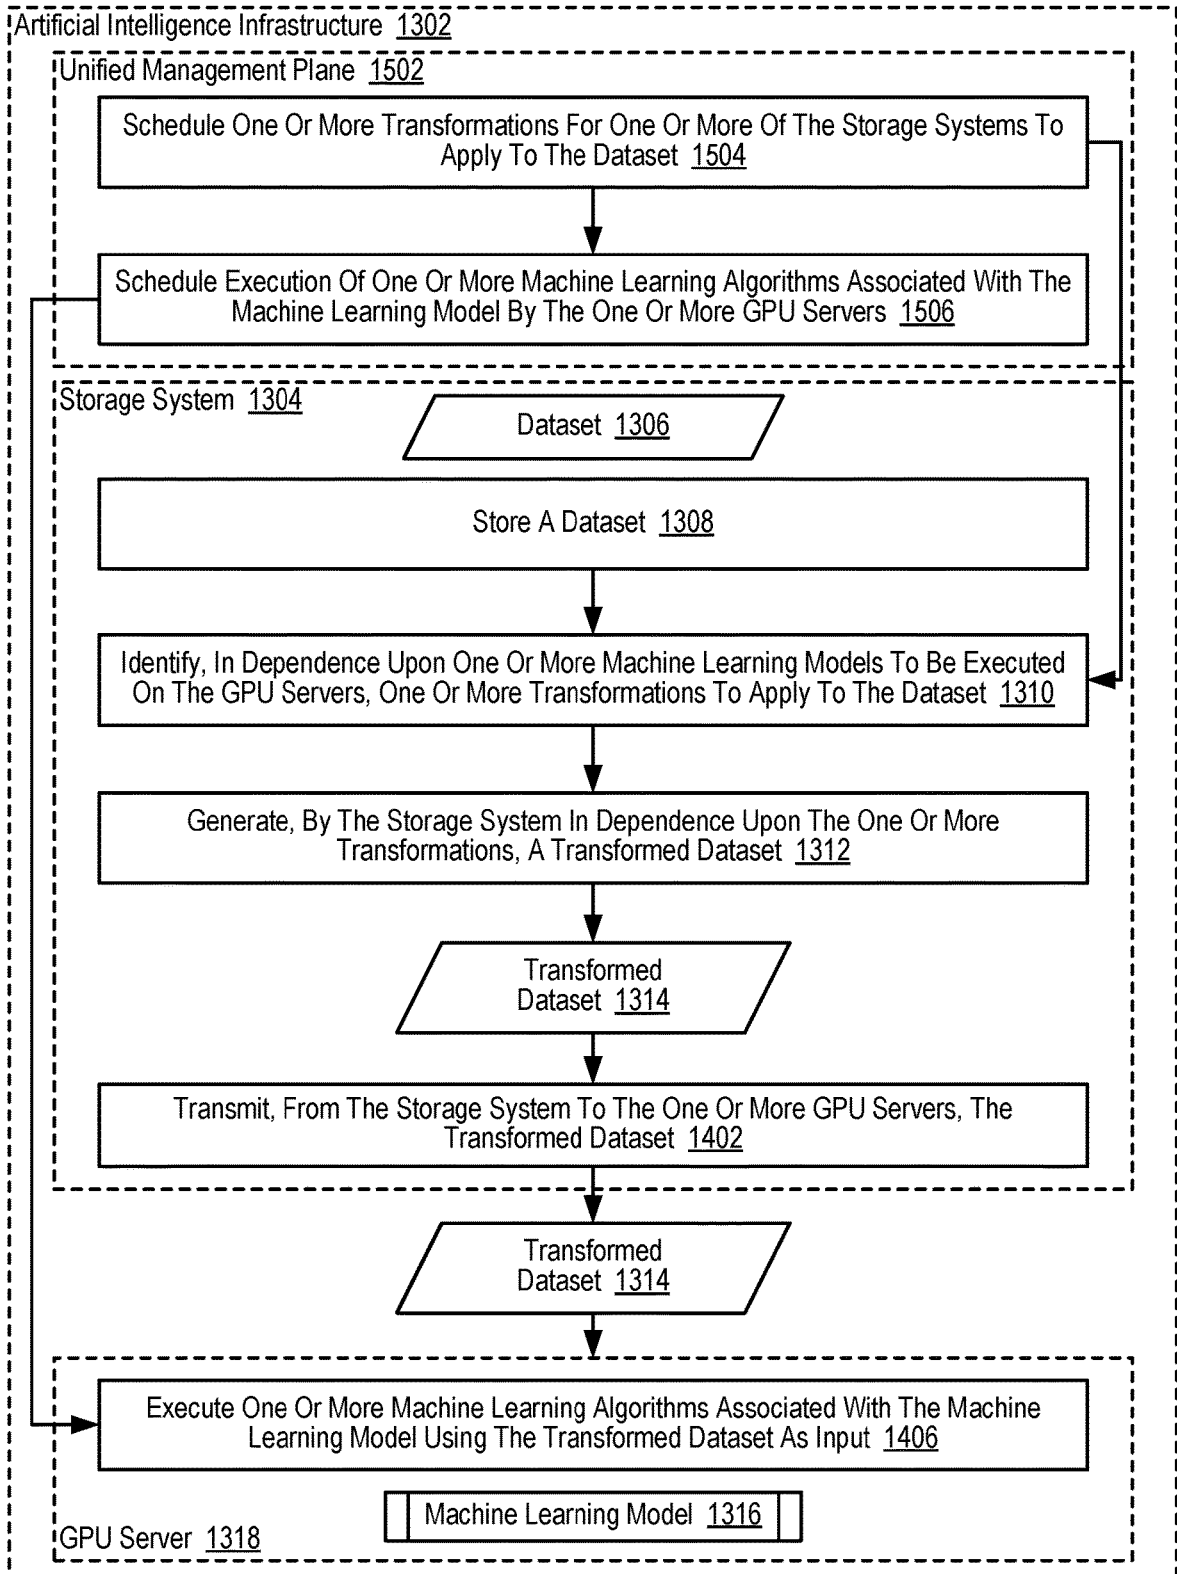 Artificial Intelligence Infrastructure 1302
Unified Management Plane 1502
Schedule One Or More Transformations For One Or More Of The Storage Systems To
Apply To The Dataset 1504
Schedule Execution Of One Or More Machine Learning Algorithms Associated With The
Machine Learning Model By The One Or More GPU Servers 1506
Storage System 1304
Dataset 1306
Store A Dataset 1308
Identify, In Dependence Upon One Or More Machine Learning Models To Be Executed
On The GPU Servers, One Or More Transformations To Apply To The Dataset 1310
Generate, By The Storage System In Dependence Upon The One Or More
Transformations, A Transformed Dataset 1312
Transformed
Dataset 1314
Transmit, From The Storage System To The One Or More GPU Servers, The
Transformed Dataset 1402
Transformed
Dataset 1314
Execute One Or More Machine Learning Algorithms Associated With The Machine
Learning Model Using The Transformed Dataset As Input 1406
Machine Learning Model 1316
GPU Server 1318